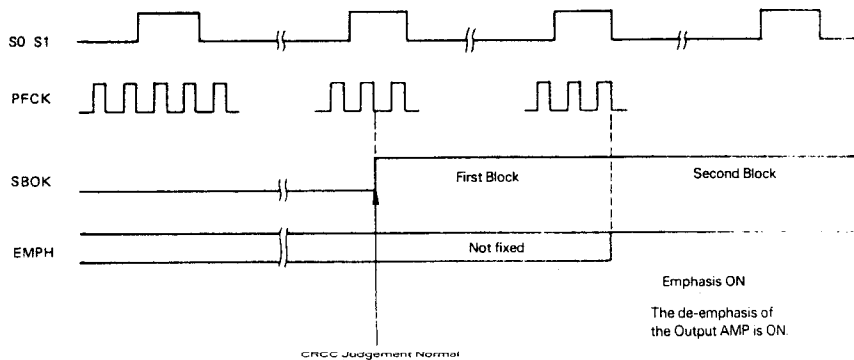 S0 S1
PFCK
SBOK
First Block
Second Block
EMPH
Not fixed
Emphasis ON
The de-emphasis of
the Output AMP is ON.
CRCC Judgement Normal